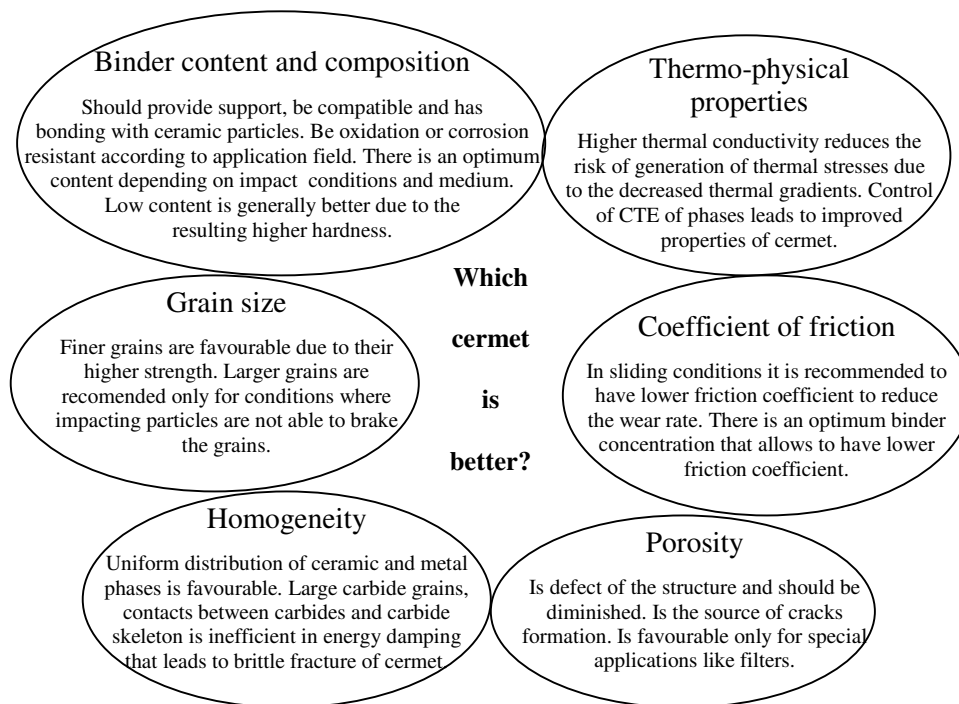 Binder content and composition
Should provide support, be compatible and has
bonding with ceramic particles. Be oxidation or corrosion
resistant according to application field. There is an optimum
content depending on impact conditions and medium.
Low content is generally better due to the
resulting higher hardness.
Thermo-physical
properties
Higher thermal conductivity reduces the
risk of generation of thermal stresses due
to the decreased thermal gradients. Control
of CTE of phases leads to improved
properties of cermet.
Which
cermet
is
better?
Grain size
Finer grains are favourable due to their
higher strength. Larger grains are
recomended only for conditions where
impacting particles are not able to brake
the grains.
Coefficient of friction
In sliding conditions it is recommended to
have lower friction coefficient to reduce
the wear rate. There is an optimum binder
concentration that allows to have lower
friction coefficient.
Homogeneity
Uniform distribution of ceramic and metal
phases is favourable. Large carbide grains,
contacts between carbides and carbide
skeleton is inefficient in energy damping
that leads to brittle fracture of cermet
Porosity
Is defect of the structure and should be
diminished. Is the source of cracks
formation. Is favourable only for special
applications like filters.